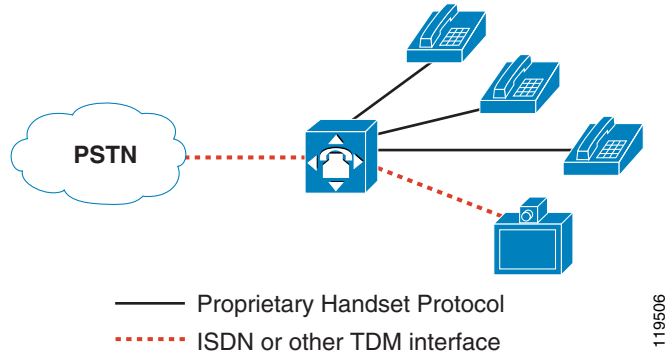 PSTN
Proprietary Handset Protocol
ISDN or other TDM interface
119506